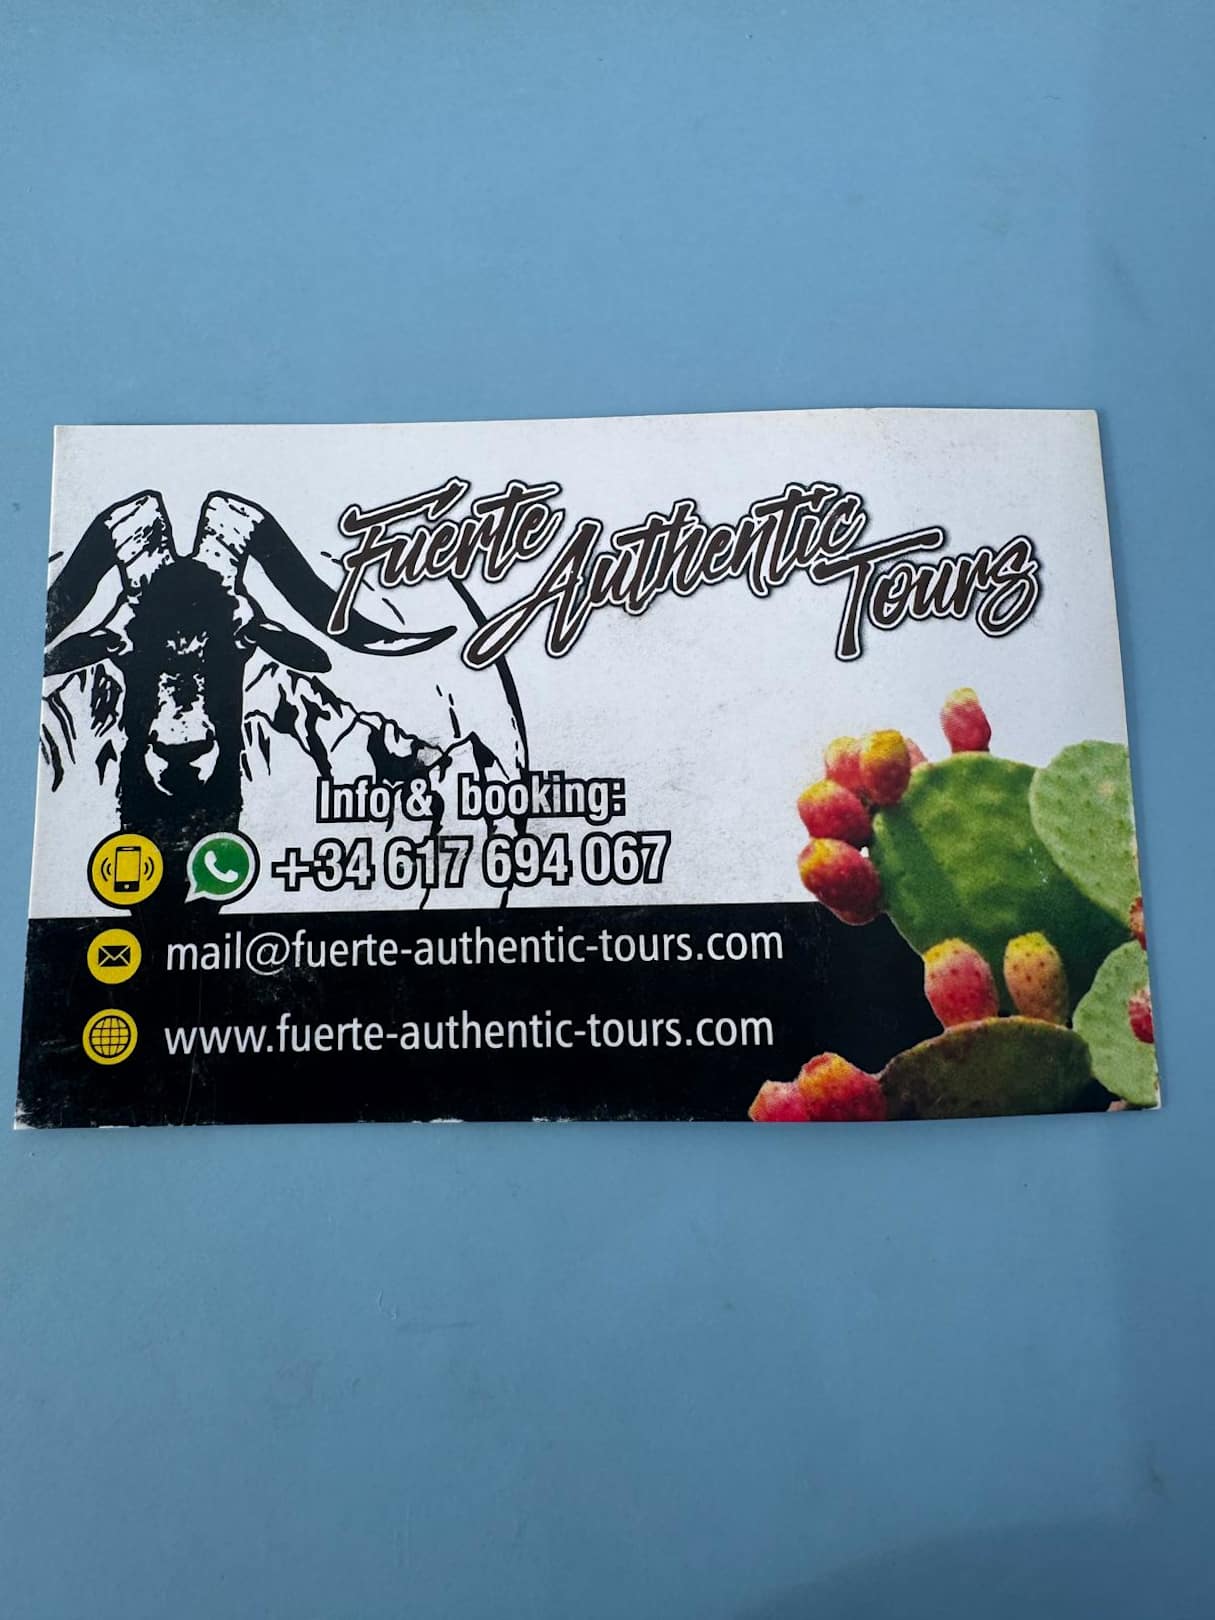 Fuerte Authentic Tours
Info & booking:
+34 617 694 067
mail@fuerte-authentic-tours.com
www.fuerte-authentic-tours.com